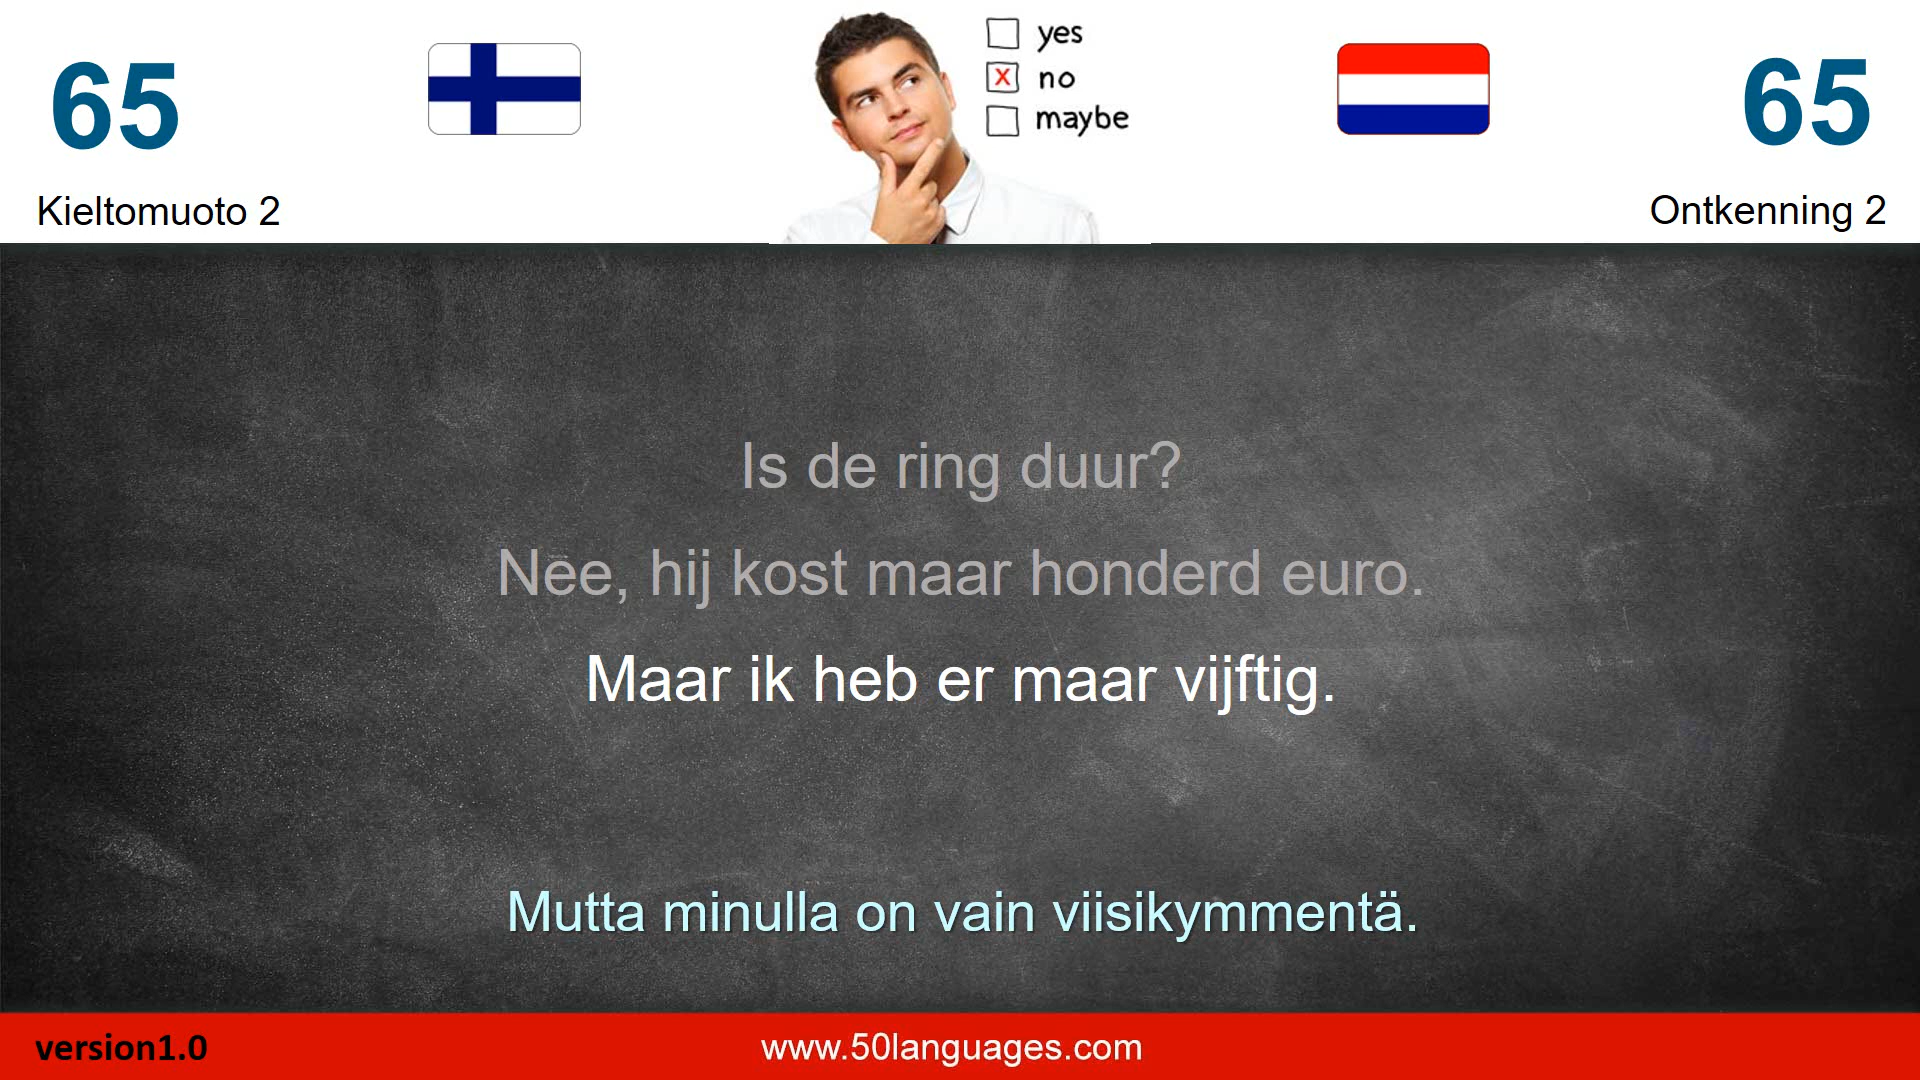 65
Kieltomuoto 2
yes
x no
maybe
65
Ontkenning 2
Is de ring duur?
Nee, hij kost maar honderd euro.
Maar ik heb er maar vijftig.
Mutta minulla on vain viisikymmentä.
version1.0
www.50languages.com